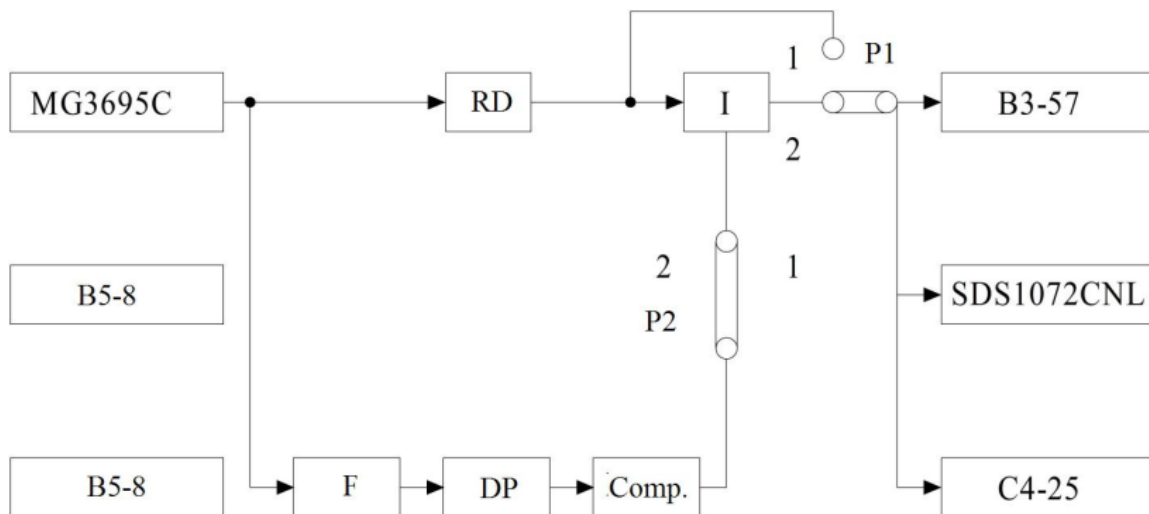 1
P1
MG3695C
RD
I
B3-57
2
B5-8
2
1
SDS1072CNL
P2
B5-8
F
DP
Comp.
C4-25